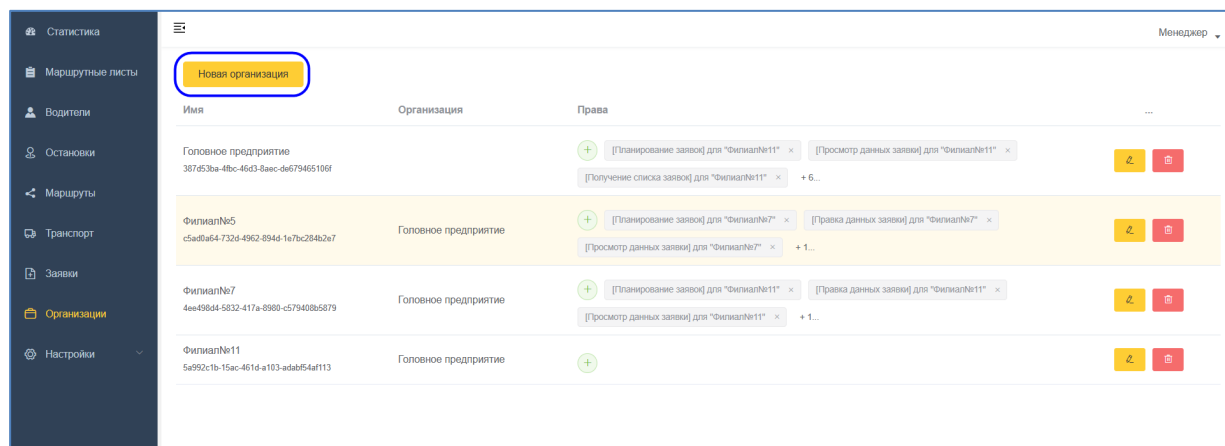 Статистика
Маршрутные листы
Водители
Остановки
Маршруты
Транспорт
Заявки
Организации
Настройки
Менеджер
Новая организация
Имя Организация Права ...
Головное предприятие
387d53ba-4fbc-46d3-8aec-de679465106f
[Планирование заявок] для "Филиал№11" × [Просмотр данных заявки] для "Филиал№11" ×
[Получение списка заявок] для "Филиал№11" × + 6...
Филиал№5
c5ad0a64-732d-4962-894d-1e7bc284b2e7
Головное предприятие
[Планирование заявок] для "Филиал№7" × [Правка данных заявки] для "Филиал№7" ×
[Просмотр данных заявки] для "Филиал№7" × + 1...
Филиал№7
4ee498d4-5832-417a-8980-c579408b5879
Головное предприятие
[Планирование заявок] для "Филиал№11" × [Правка данных заявки] для "Филиал№11" ×
[Просмотр данных заявки] для "Филиал№11" × + 1...
Филиал№11
5a992c1b-15ac-461d-a103-adabf54af113
Головное предприятие